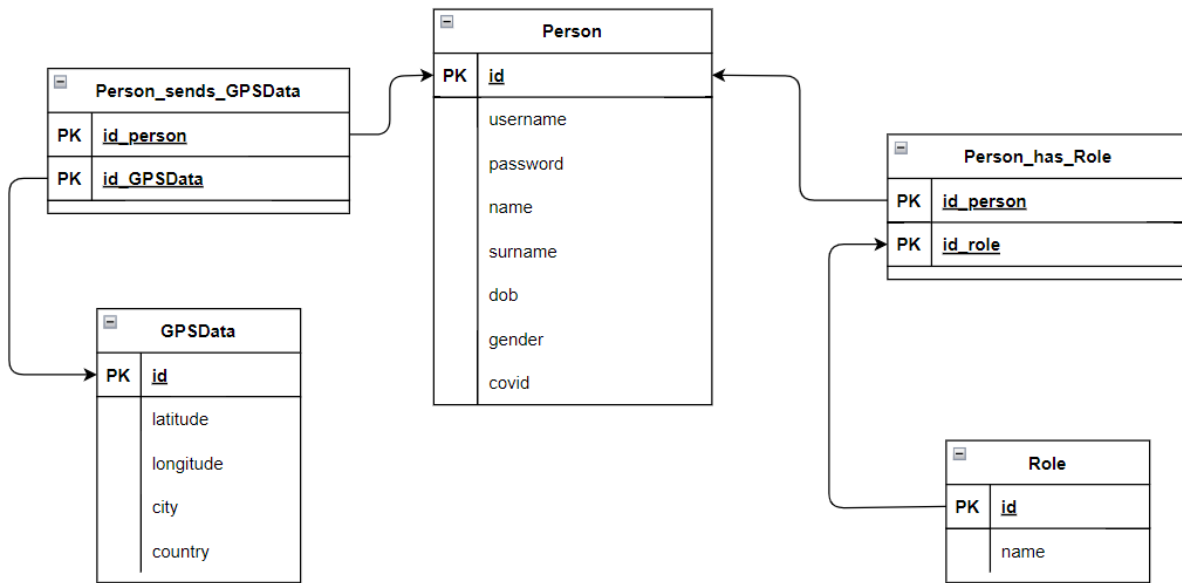 Person
PK id
username
password
name
surname
dob
gender
covid
Person_sends_GPSData
PK id_person
PK id_GPSData
GPSData
PK id
latitude
longitude
city
country
Person_has_Role
PK id_person
PK id_role
Role
PK id
name